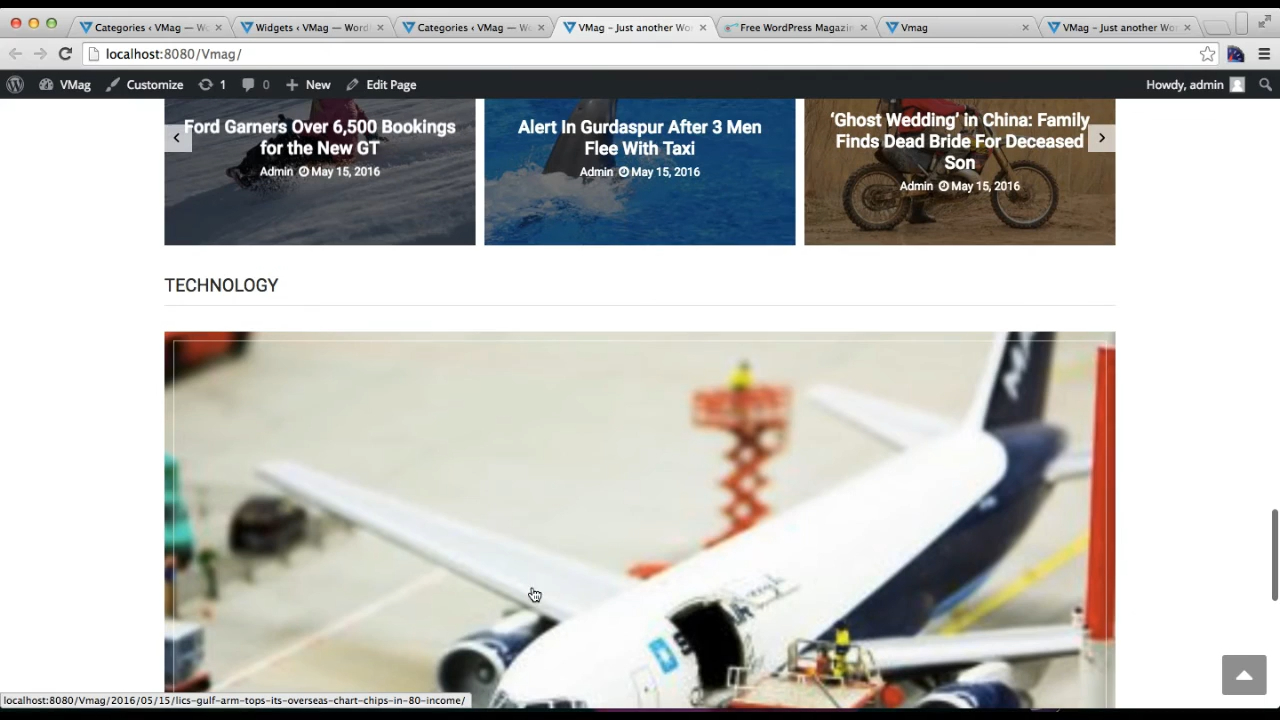 Categories ‹ VMag — Wo
Widgets ‹ VMag — Word
Categories ‹ VMag — Wo
VMag – Just another Wor
Free WordPress Magazin
Vmag
VMag – Just another Wor
localhost:8080/Vmag/
VMag
Customize
1
0
New
Edit Page
Howdy, admin
Ford Garners Over 6,500 Bookings
for the New GT
Admin May 15, 2016
Alert In Gurdaspur After 3 Men
Flee With Taxi
Admin May 15, 2016
‘Ghost Wedding’ in China: Family
Finds Dead Bride For Deceased
Son
Admin May 15, 2016
TECHNOLOGY
localhost:8080/Vmag/2016/05/15/lics-gulf-arm-tops-its-overseas-chart-chips-in-80-income/